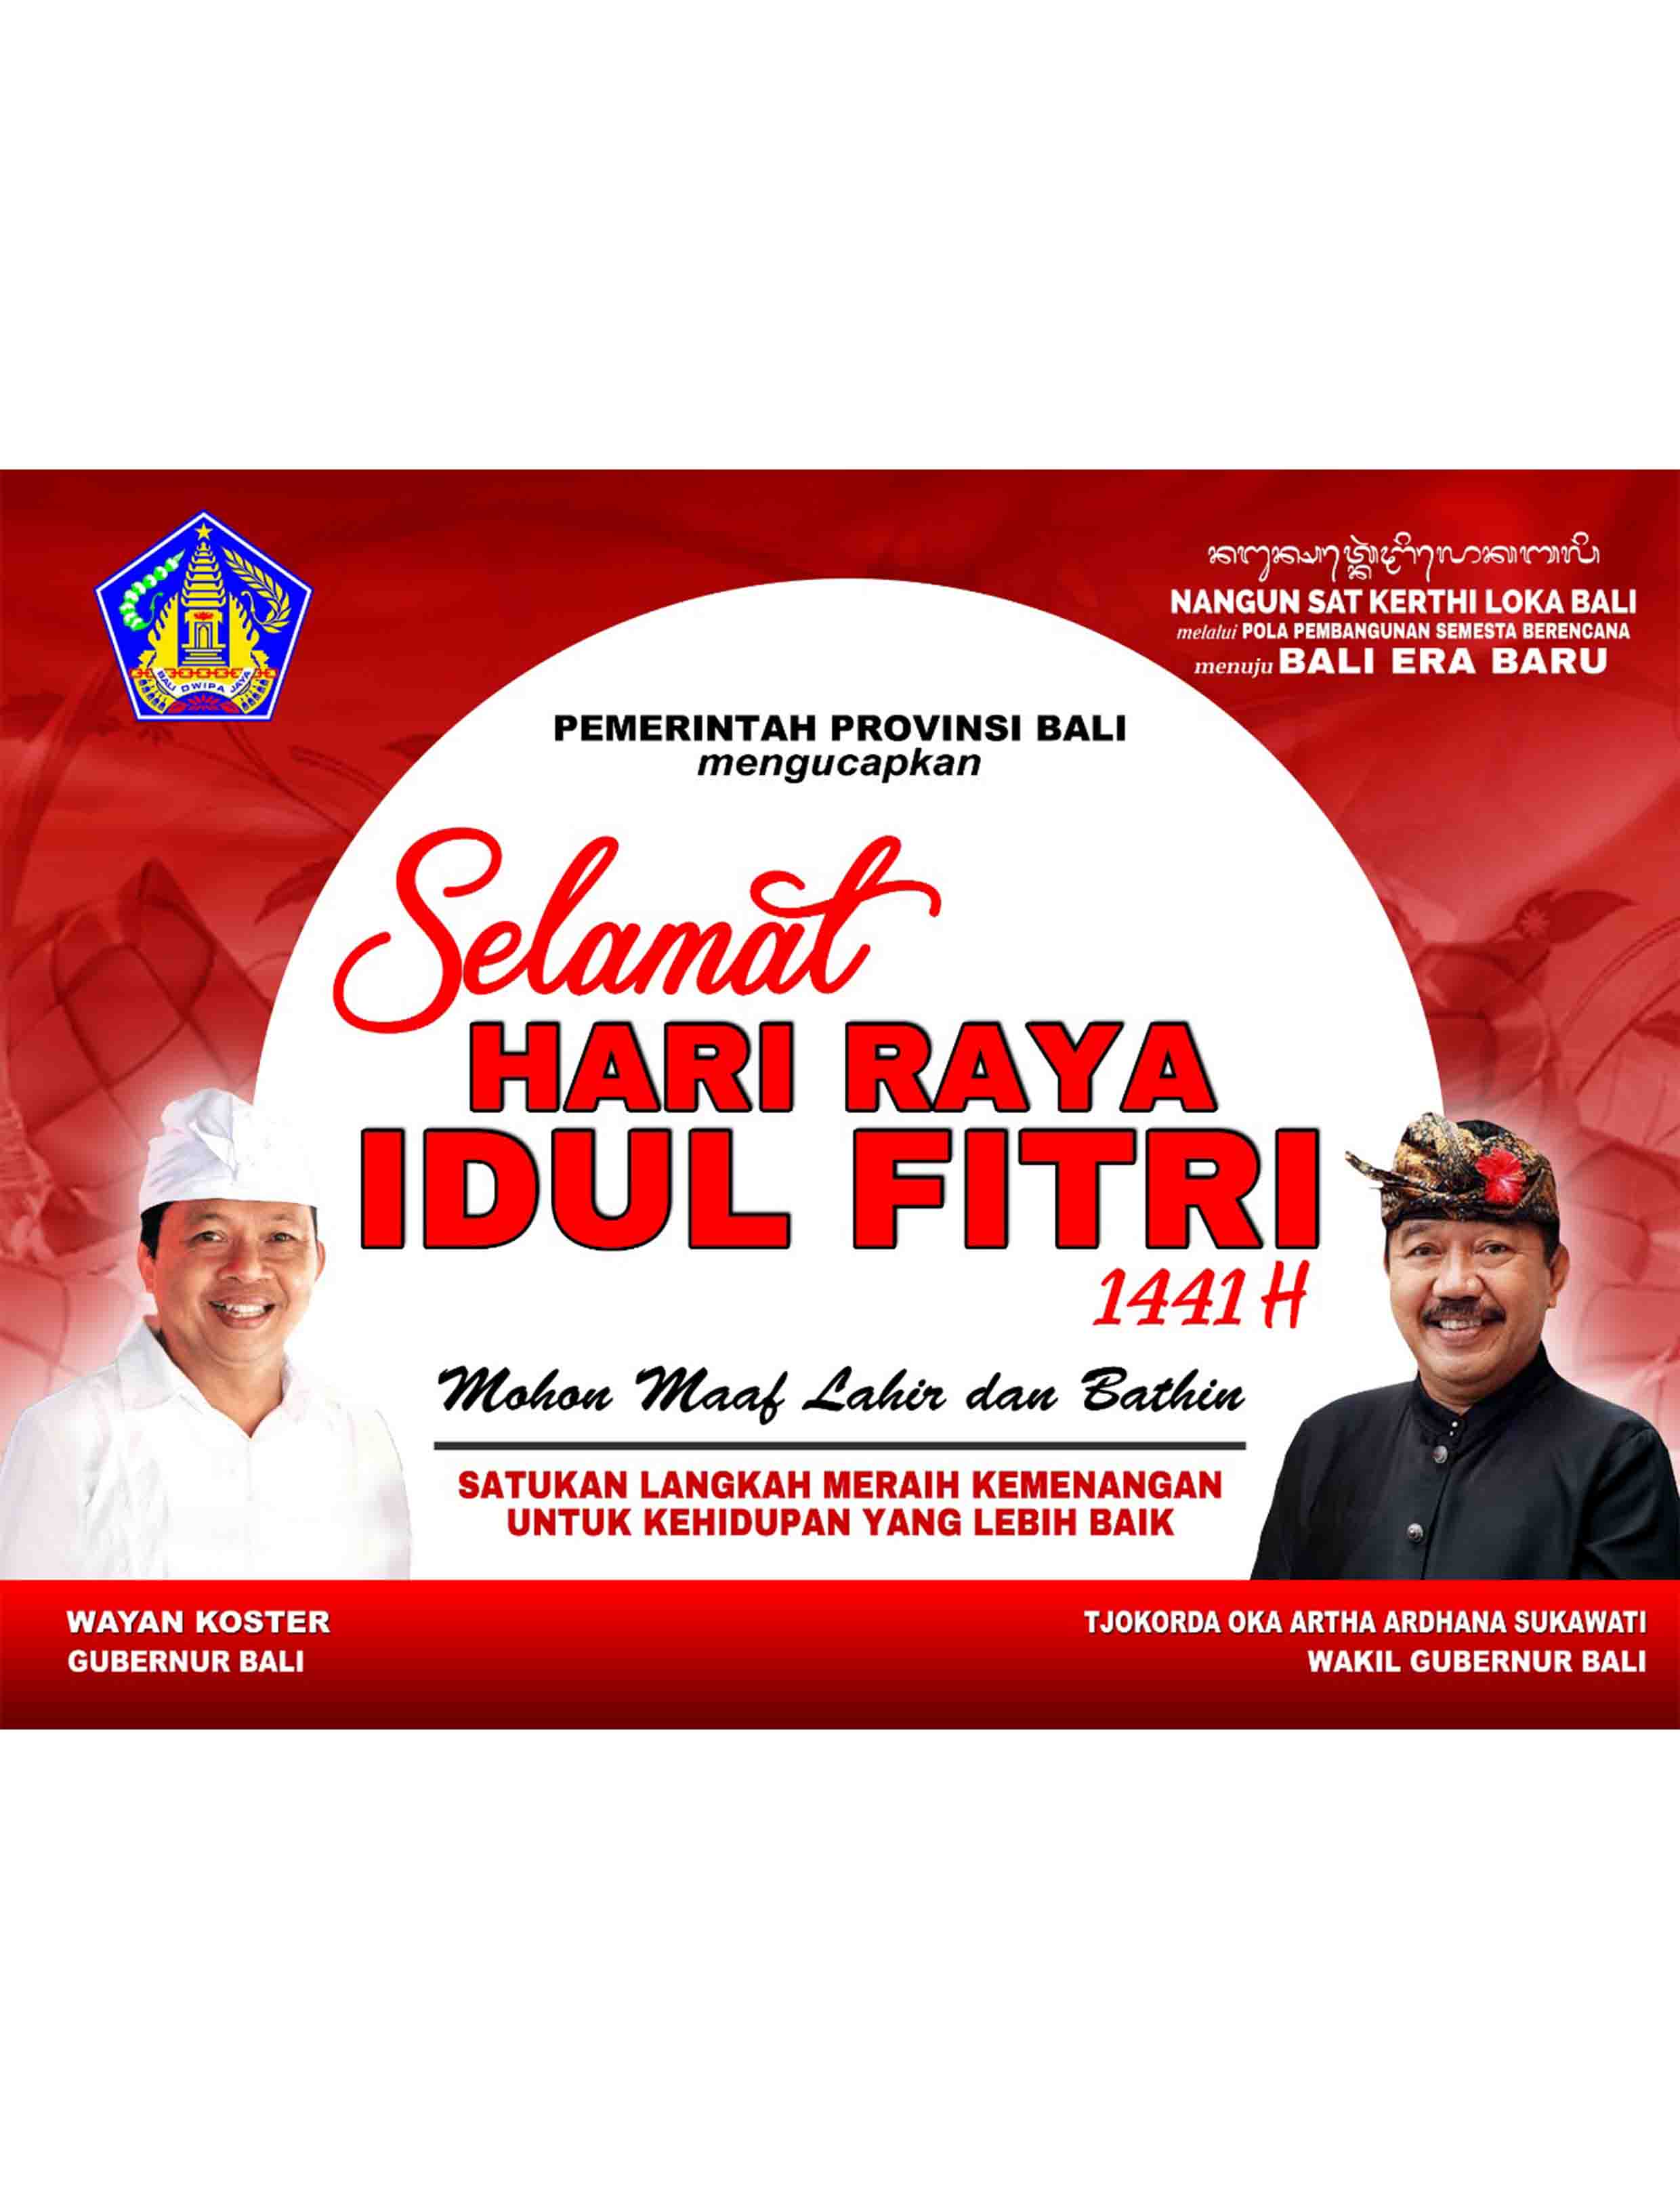 BALI DWIPA JAYA
NANGUN SAT KERTHI LOKA BALI
melalui POLA PEMBANGUNAN SEMESTA BERENCANA
menuju BALI ERA BARU
PEMERINTAH PROVINSI BALI
mengucapkan
Selamat
HARI RAYA
IDUL FITRI
1441 H
Mohon Maaf Lahir dan Bathin
SATUKAN LANGKAH MERAIH KEMENANGAN
UNTUK KEHIDUPAN YANG LEBIH BAIK
WAYAN KOSTER
GUBERNUR BALI
TJOKORDA OKA ARTHA ARDHANA SUKAWATI
WAKIL GUBERNUR BALI